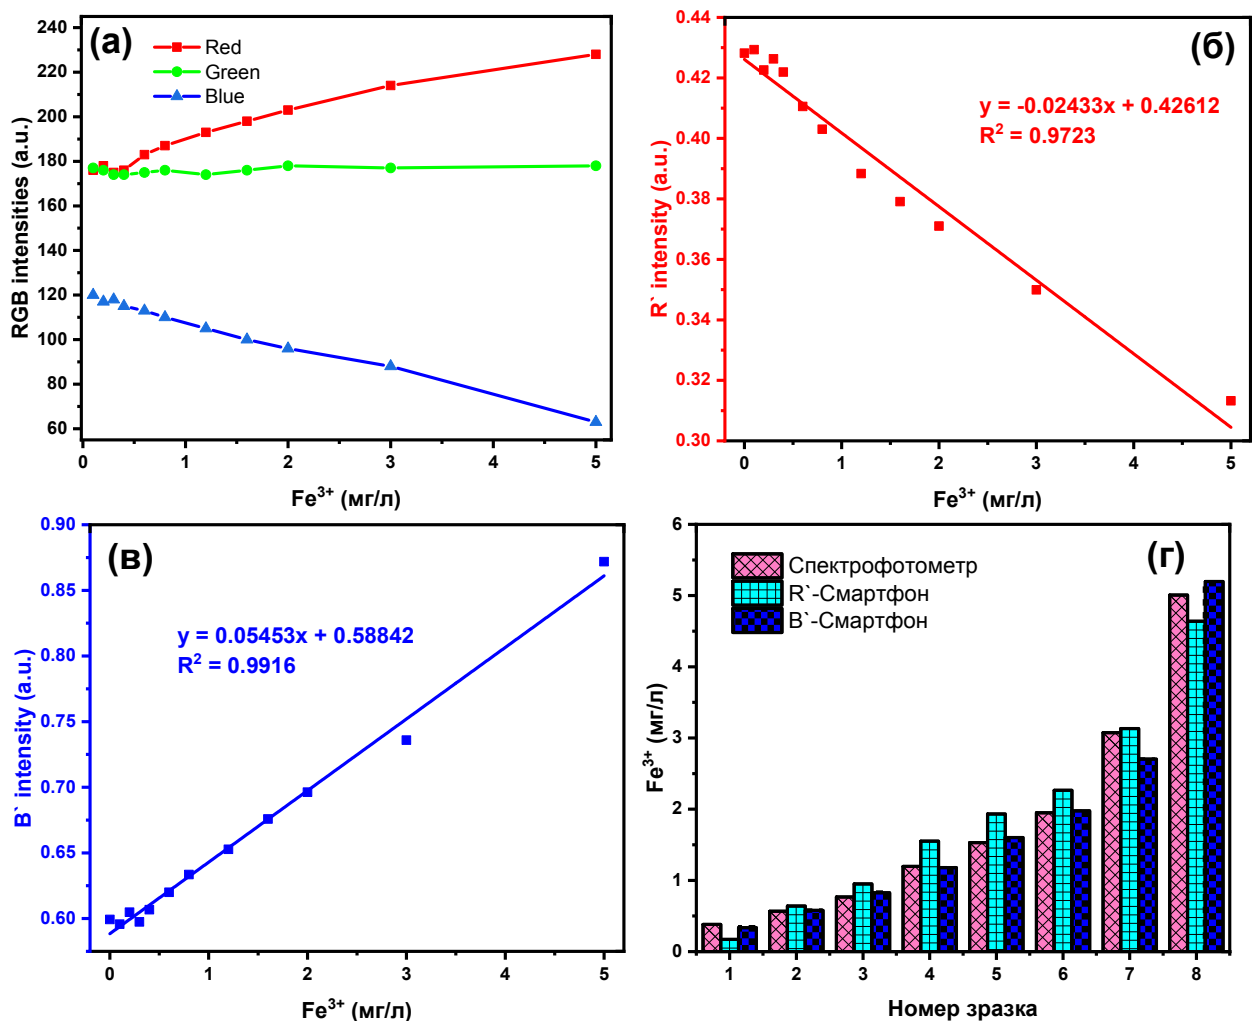 (а)
Red
Green
Blue
240
220
200
180
160
140
120
100
80
60
0 1 2 3 4 5
RGB intensities (a.u.)
Fe³⁺ (мг/л)
(б)
y = -0.02433x + 0.42612
R² = 0.9723
0.44
0.42
0.40
0.38
0.36
0.34
0.32
0.30
0 1 2 3 4 5
R` intensity (a.u.)
Fe³⁺ (мг/л)
(в)
y = 0.05453x + 0.58842
R² = 0.9916
0.90
0.85
0.80
0.75
0.70
0.65
0.60
0 1 2 3 4 5
B` intensity (a.u.)
Fe³⁺ (мг/л)
(г)
Спектрофотометр
R`-Смартфон
B`-Смартфон
6
5
4
3
2
1
0
1 2 3 4 5 6 7 8
Fe³⁺ (мг/л)
Номер зразка